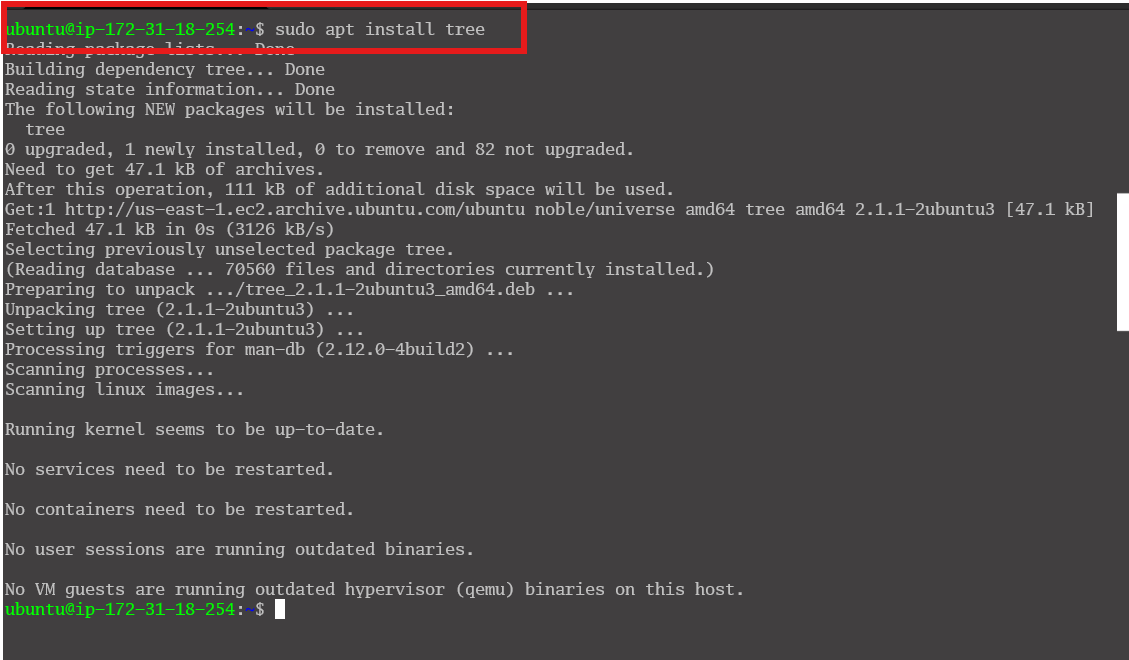 ubuntu@ip-172-31-18-254:~$ sudo apt install tree
Reading package lists... Done
Building dependency tree... Done
Reading state information... Done
The following NEW packages will be installed:
  tree
0 upgraded, 1 newly installed, 0 to remove and 82 not upgraded.
Need to get 47.1 kB of archives.
After this operation, 111 kB of additional disk space will be used.
Get:1 http://us-east-1.ec2.archive.ubuntu.com/ubuntu noble/universe amd64 tree amd64 2.1.1-2ubuntu3 [47.1 kB]
Fetched 47.1 kB in 0s (3126 kB/s)
Selecting previously unselected package tree.
(Reading database ... 70560 files and directories currently installed.)
Preparing to unpack .../tree_2.1.1-2ubuntu3_amd64.deb ...
Unpacking tree (2.1.1-2ubuntu3) ...
Setting up tree (2.1.1-2ubuntu3) ...
Processing triggers for man-db (2.12.0-4build2) ...
Scanning processes...
Scanning linux images...
Running kernel seems to be up-to-date.
No services need to be restarted.
No containers need to be restarted.
No user sessions are running outdated binaries.
No VM guests are running outdated hypervisor (qemu) binaries on this host.
ubuntu@ip-172-31-18-254:~$